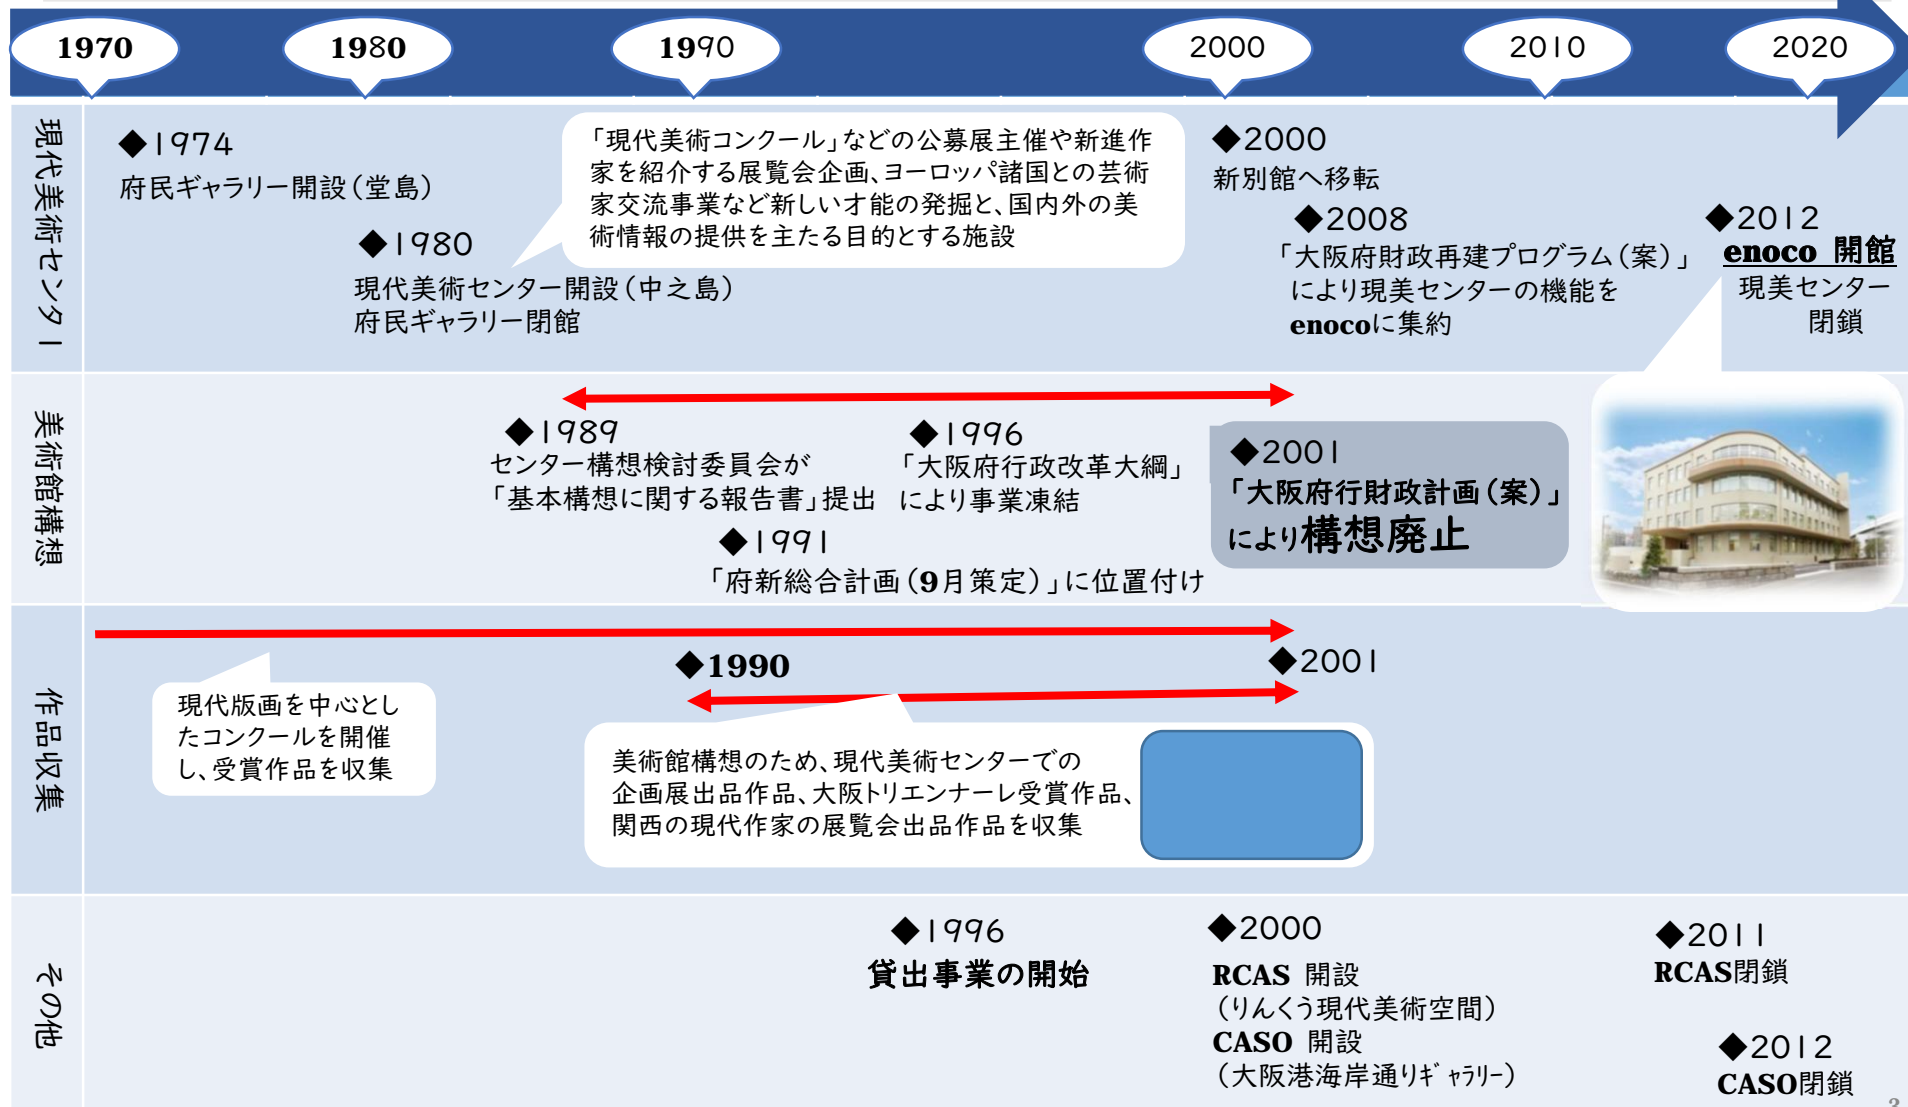 1970
1980
1990
2000
2010
2020
現代美術センター
◆1974
府民ギャラリー開設(堂島)
◆1980
現代美術センター開設(中之島)
府民ギャラリー閉館
「現代美術コンクール」などの公募展主催や新進作
家を紹介する展覧会企画、ヨーロッパ諸国との芸術
家交流事業など新しい才能の発掘と、国内外の美
術情報の提供を主たる目的とする施設
◆2000
新別館へ移転
◆2008
「大阪府財政再建プログラム(案)」
により現美センターの機能を
enocoに集約
◆2012
enoco 開館
現美センター
閉鎖
美術館構想
◆1989
センター構想検討委員会が
「基本構想に関する報告書」提出
◆1991
「府新総合計画(9月策定)」に位置付け
◆1996
「大阪府行政改革大綱」
により事業凍結
◆2001
「大阪府行財政計画(案)」
により構想廃止
作品収集
現代版画を中心とし
たコンクールを開催
し、受賞作品を収集
◆1990
◆2001
美術館構想のため、現代美術センターでの
企画展出品作品、大阪トリエンナーレ受賞作品、
関西の現代作家の展覧会出品作品を収集
その他
◆1996
貸出事業の開始
◆2000
RCAS 開設
(りんくう現代美術空間)
CASO 開設
(大阪港海岸通りギャラリー)
◆2011
RCAS閉鎖
◆2012
CASO閉鎖
3